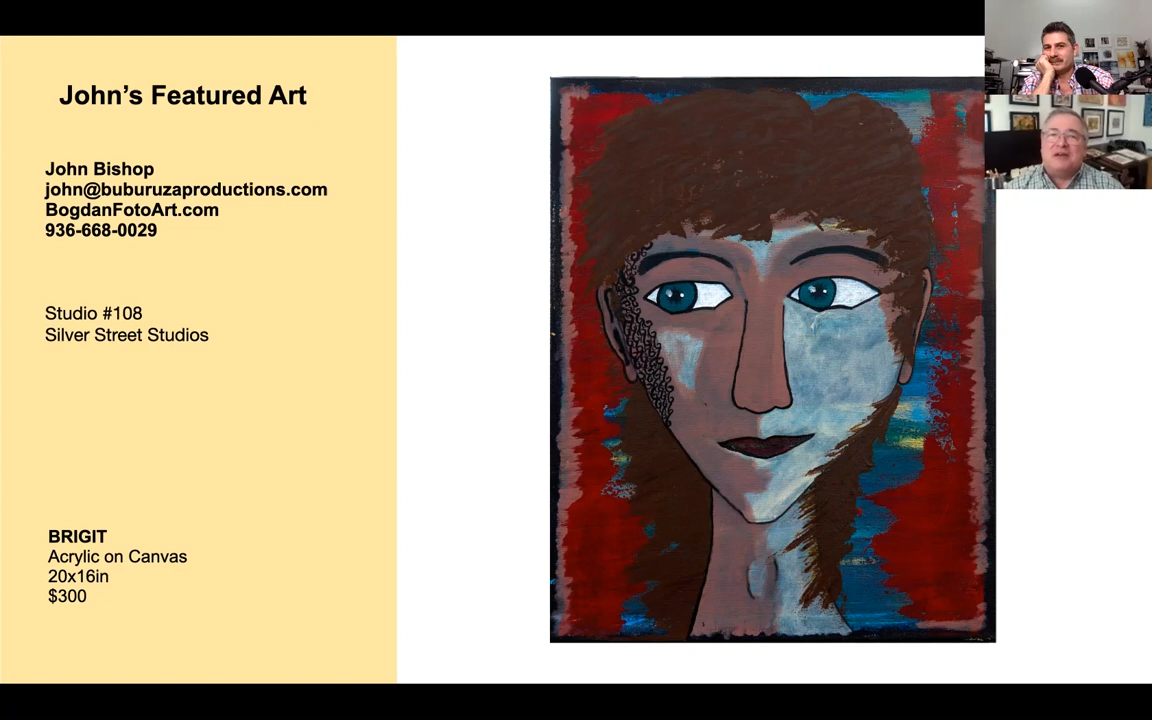 John's Featured Art
John Bishop
john@buburuzaproductions.com
BogdanFotoArt.com
936-668-0029
Studio #108
Silver Street Studios
BRIGIT
Acrylic on Canvas
20x16in
$300